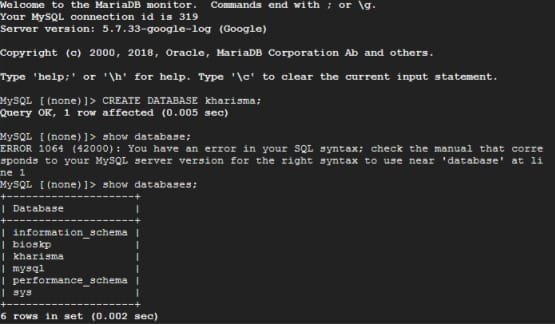 Welcome to the MariaDB monitor.  Commands end with ; or \g.
Your MySQL connection id is 319
Server version: 5.7.33-google-log (Google)

Copyright (c) 2000, 2018, Oracle, MariaDB Corporation Ab and others.

Type 'help;' or '\h' for help. Type '\c' to clear the current input statement.

MySQL [(none)]> CREATE DATABASE kharisma;
Query OK, 1 row affected (0.005 sec)

MySQL [(none)]> show database;
ERROR 1064 (42000): You have an error in your SQL syntax; check the manual that corre
sponds to your MySQL server version for the right syntax to use near 'database' at li
ne 1
MySQL [(none)]> show databases;
+--------------------+
| Database           |
+--------------------+
| information_schema |
| bioskp             |
| kharisma           |
| mysql              |
| performance_schema |
| sys                |
+--------------------+
6 rows in set (0.002 sec)